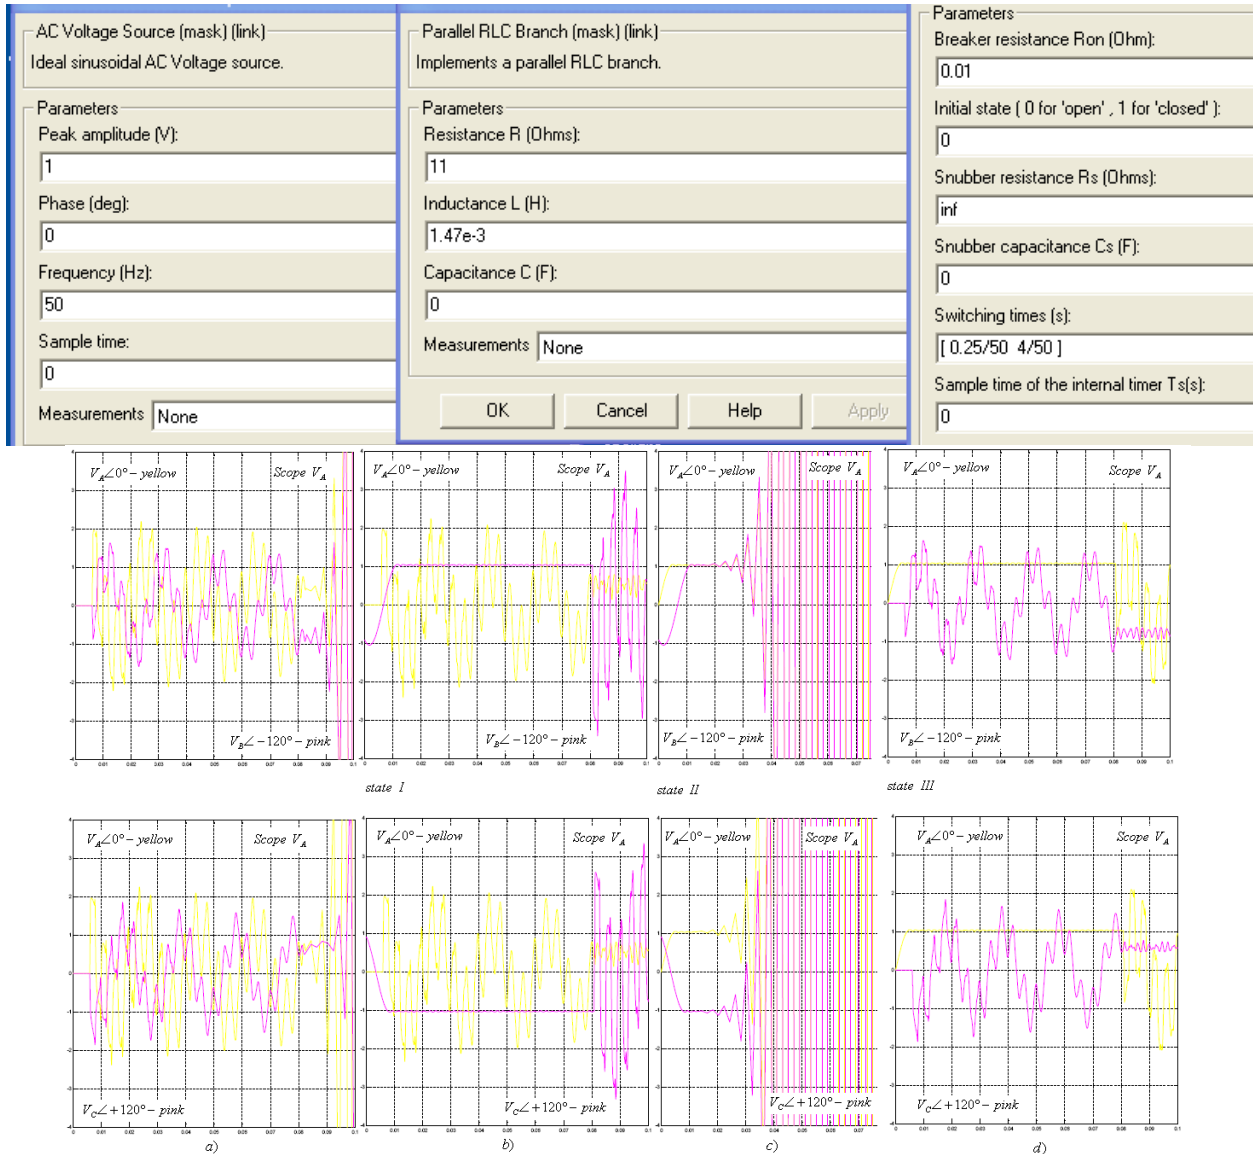 AC Voltage Source (mask) (link)
Ideal sinusoidal AC Voltage source.
Parameters
Peak amplitude (V):
1
Phase (deg):
0
Frequency (Hz):
50
Sample time:
0
Measurements None
Parallel RLC Branch (mask) (link)
Implements a parallel RLC branch.
Parameters
Resistance R (Ohms):
11
Inductance L (H):
1.47e-3
Capacitance C (F):
0
Measurements None
OK Cancel Help Apply
Parameters
Breaker resistance Ron (Ohm):
0.01
Initial state ( 0 for 'open' , 1 for 'closed' ):
0
Snubber resistance Rs (Ohms):
inf
Snubber capacitance Cs (F):
0
Switching times (s):
[ 0.25/50 4/50 ]
Sample time of the internal timer Ts(s):
0
V_A∠0°– yellow Scope V_A
V_B∠–120°– pink
V_A∠0°– yellow Scope V_A
V_B∠–120°– pink
V_A∠0°– yellow Scope V_A
V_B∠–120°– pink
V_A∠0°– yellow Scope V_A
V_B∠–120°– pink
state I
state II
state III
V_A∠0°– yellow Scope V_A
V_C∠+120°– pink
V_A∠0°– yellow Scope V_A
V_C∠+120°– pink
V_A∠0°– yellow Scope V_A
V_C∠+120°– pink
V_A∠0°– yellow Scope V_A
V_C∠+120°– pink
a)
b)
c)
d)